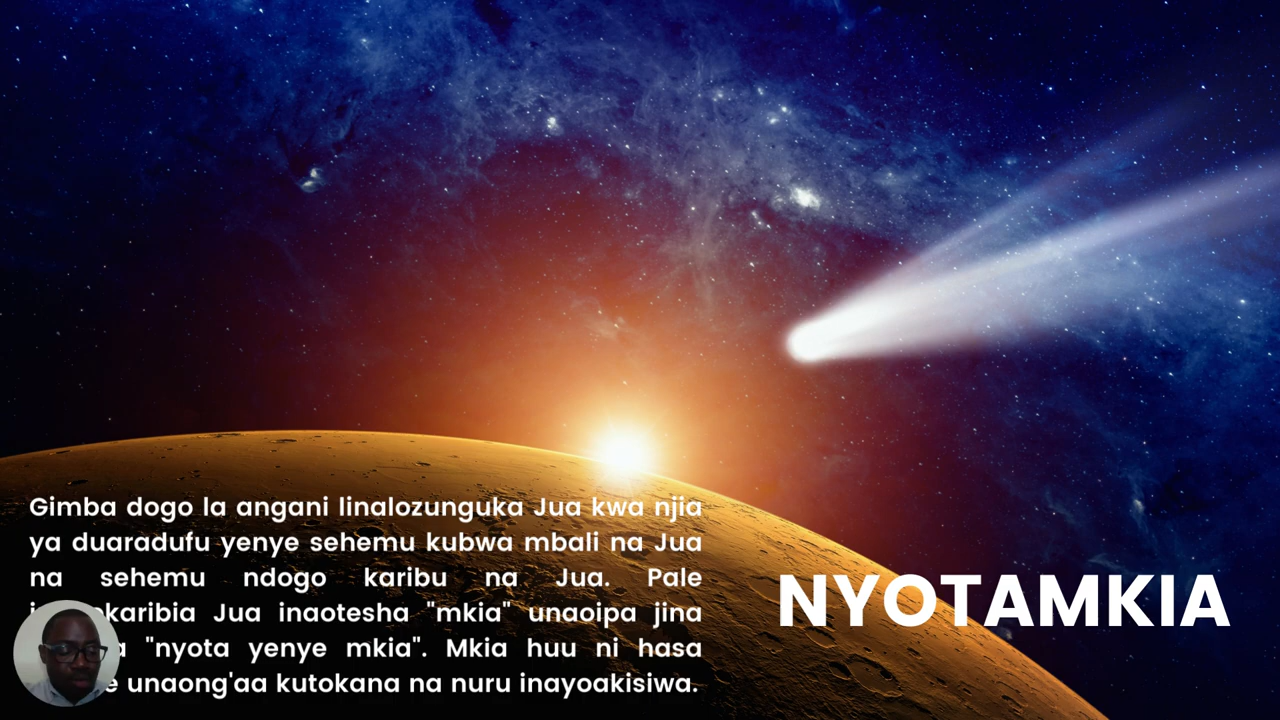 Gimba dogo la angani linalozunguka Jua kwa njia
ya duaradufu yenye sehemu kubwa mbali na Jua
na sehemu ndogo karibu na Jua. Pale
Jua inaotesha "mkia" unaoipa jina
"nyota yenye mkia". Mkia huu ni hasa
unaong'aa kutokana na nuru inayoakisiwa.
NYOTAMKIA